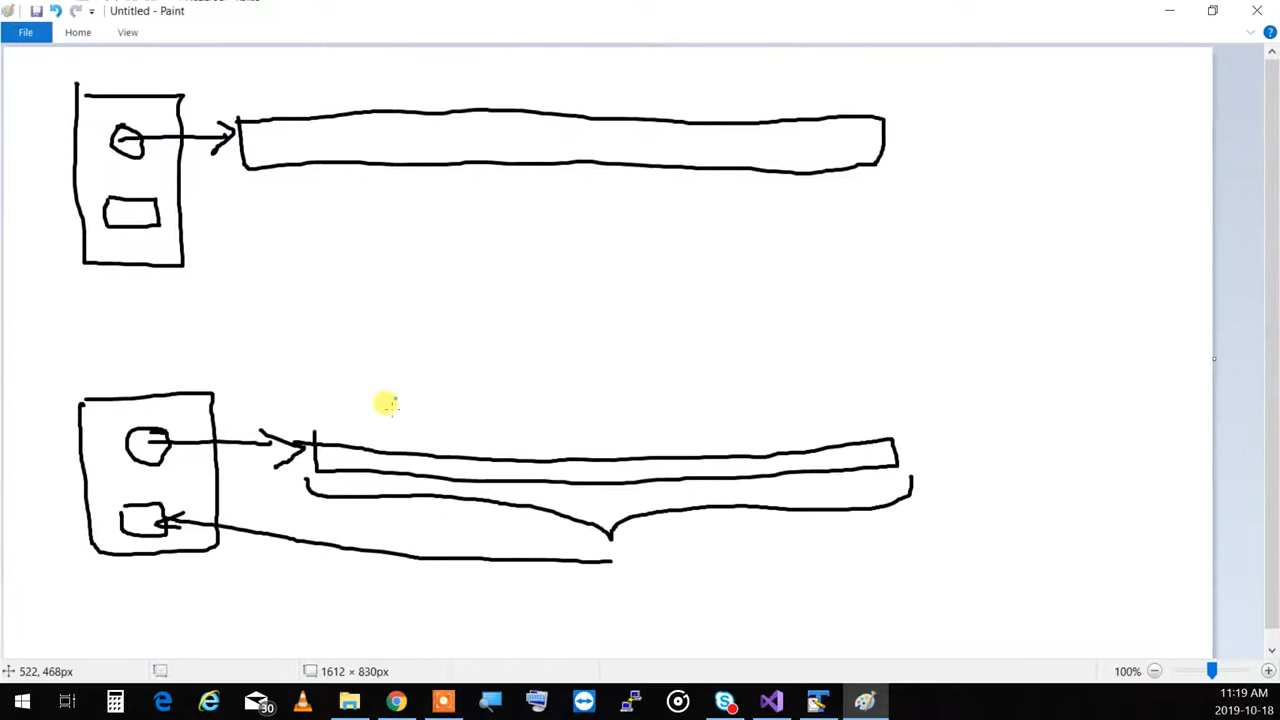 Untitled - Paint
File Home View
522, 468px 1612 × 830px 100%
30
11:19 AM
2019-10-18